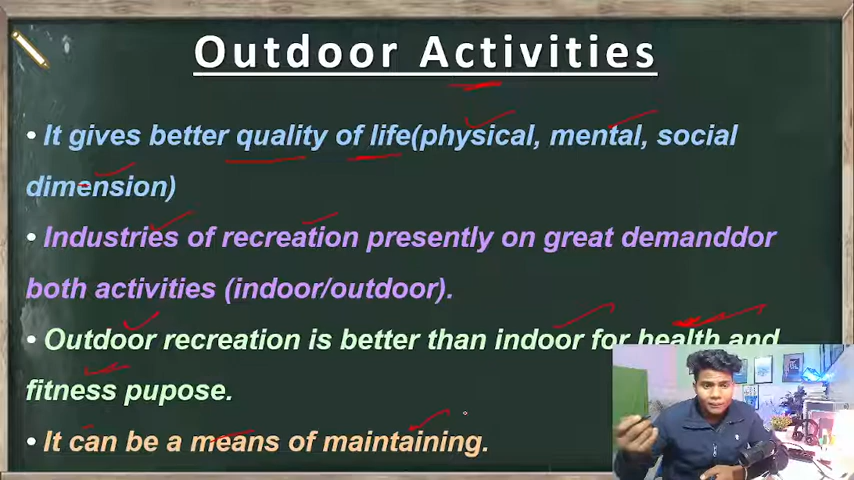 Outdoor Activities
• It gives better quality of life(physical, mental, social
dimension)
• Industries of recreation presently on great demanddor
both activities (indoor/outdoor).
• Outdoor recreation is better than indoor for health and
fitness pupose.
• It can be a means of maintaining.